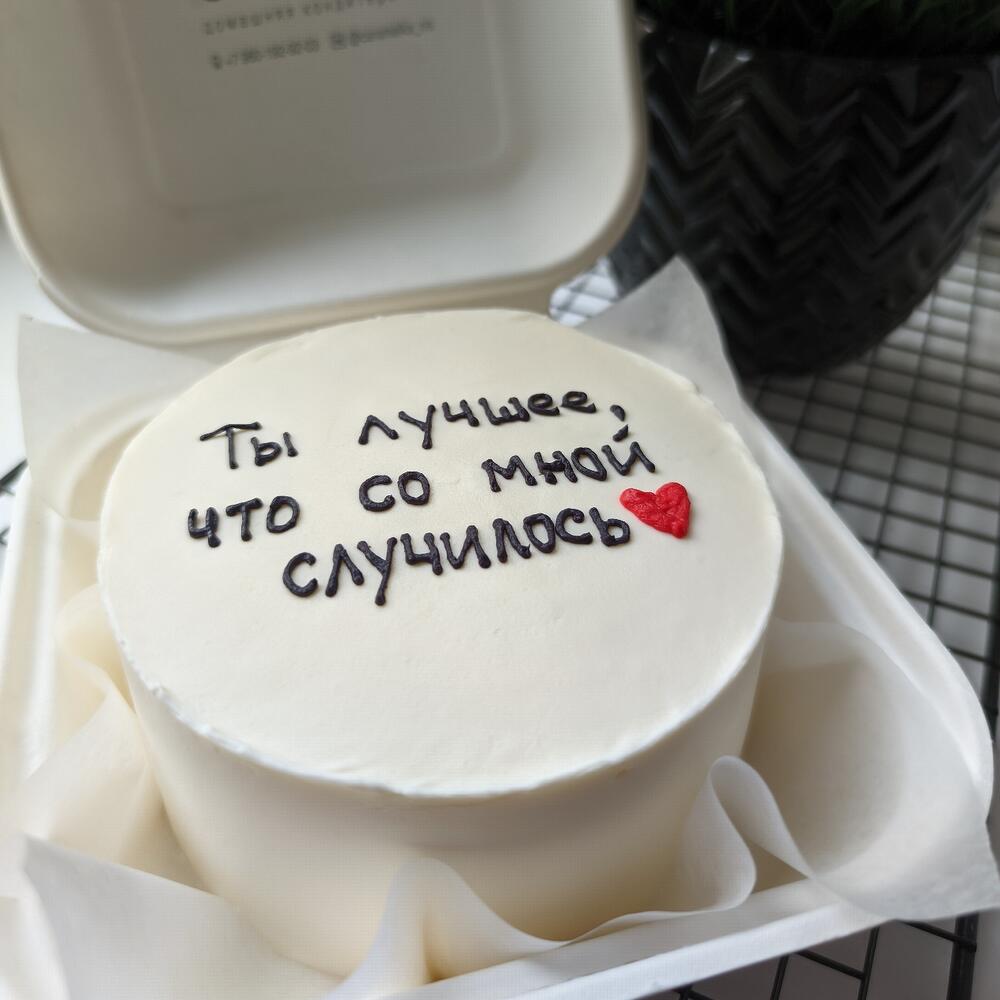 Ты лучшее,
что со мной
случилось